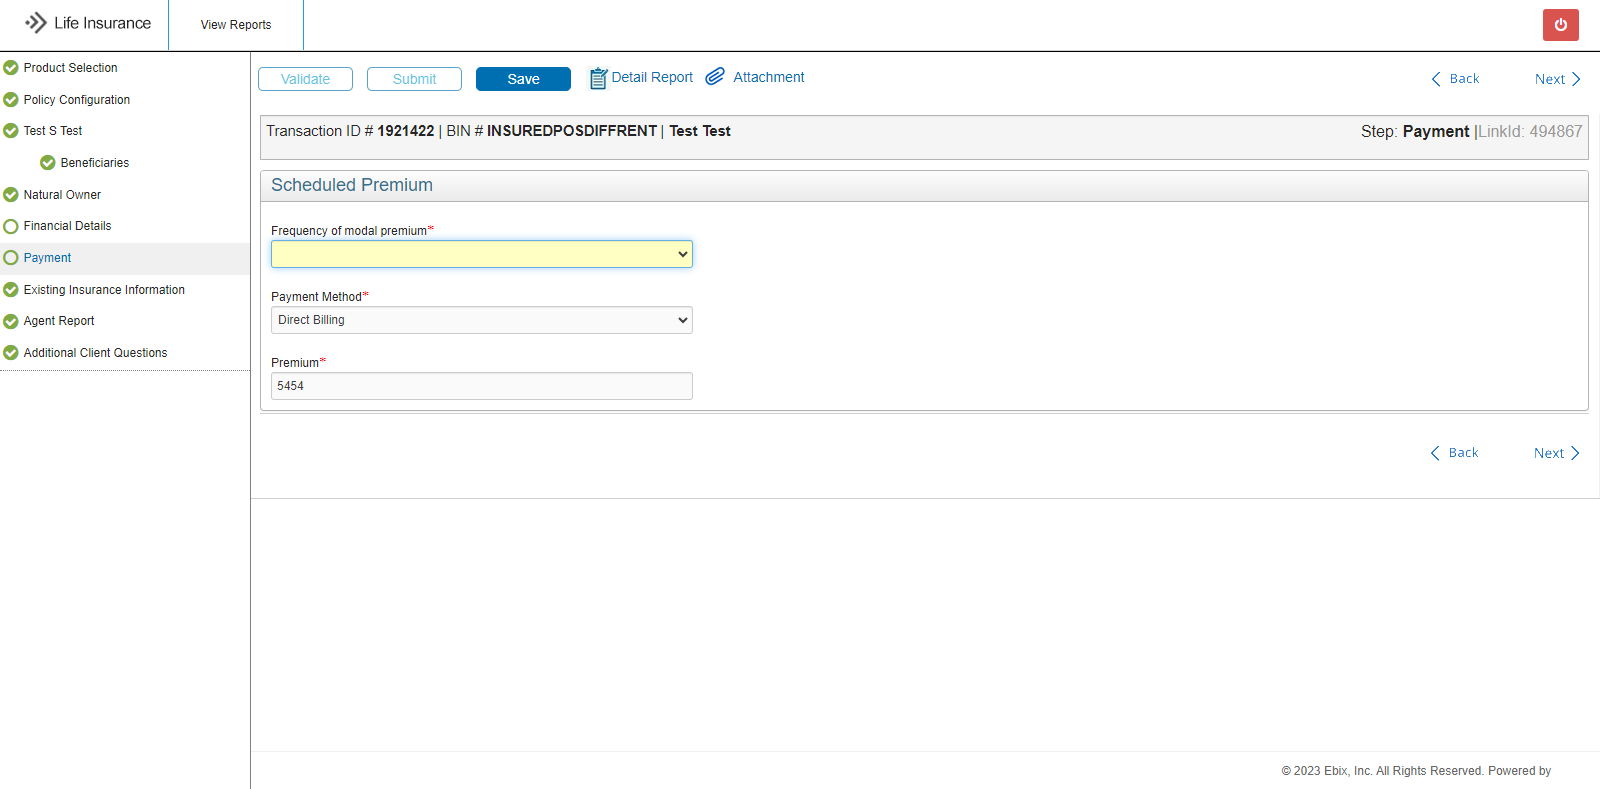 Life Insurance
View Reports
Product Selection
Policy Configuration
Test S Test
Beneficiaries
Natural Owner
Financial Details
Payment
Existing Insurance Information
Agent Report
Additional Client Questions
Validate
Submit
Save
Detail Report
Attachment
Back
Next
Transaction ID # 1921422 | BIN # INSUREDPOSDIFFRENT | Test Test
Step: Payment |LinkId: 494867
Scheduled Premium
Frequency of modal premium*
Payment Method*
Direct Billing
Premium*
5454
Back
Next
© 2023 Ebix, Inc. All Rights Reserved. Powered by